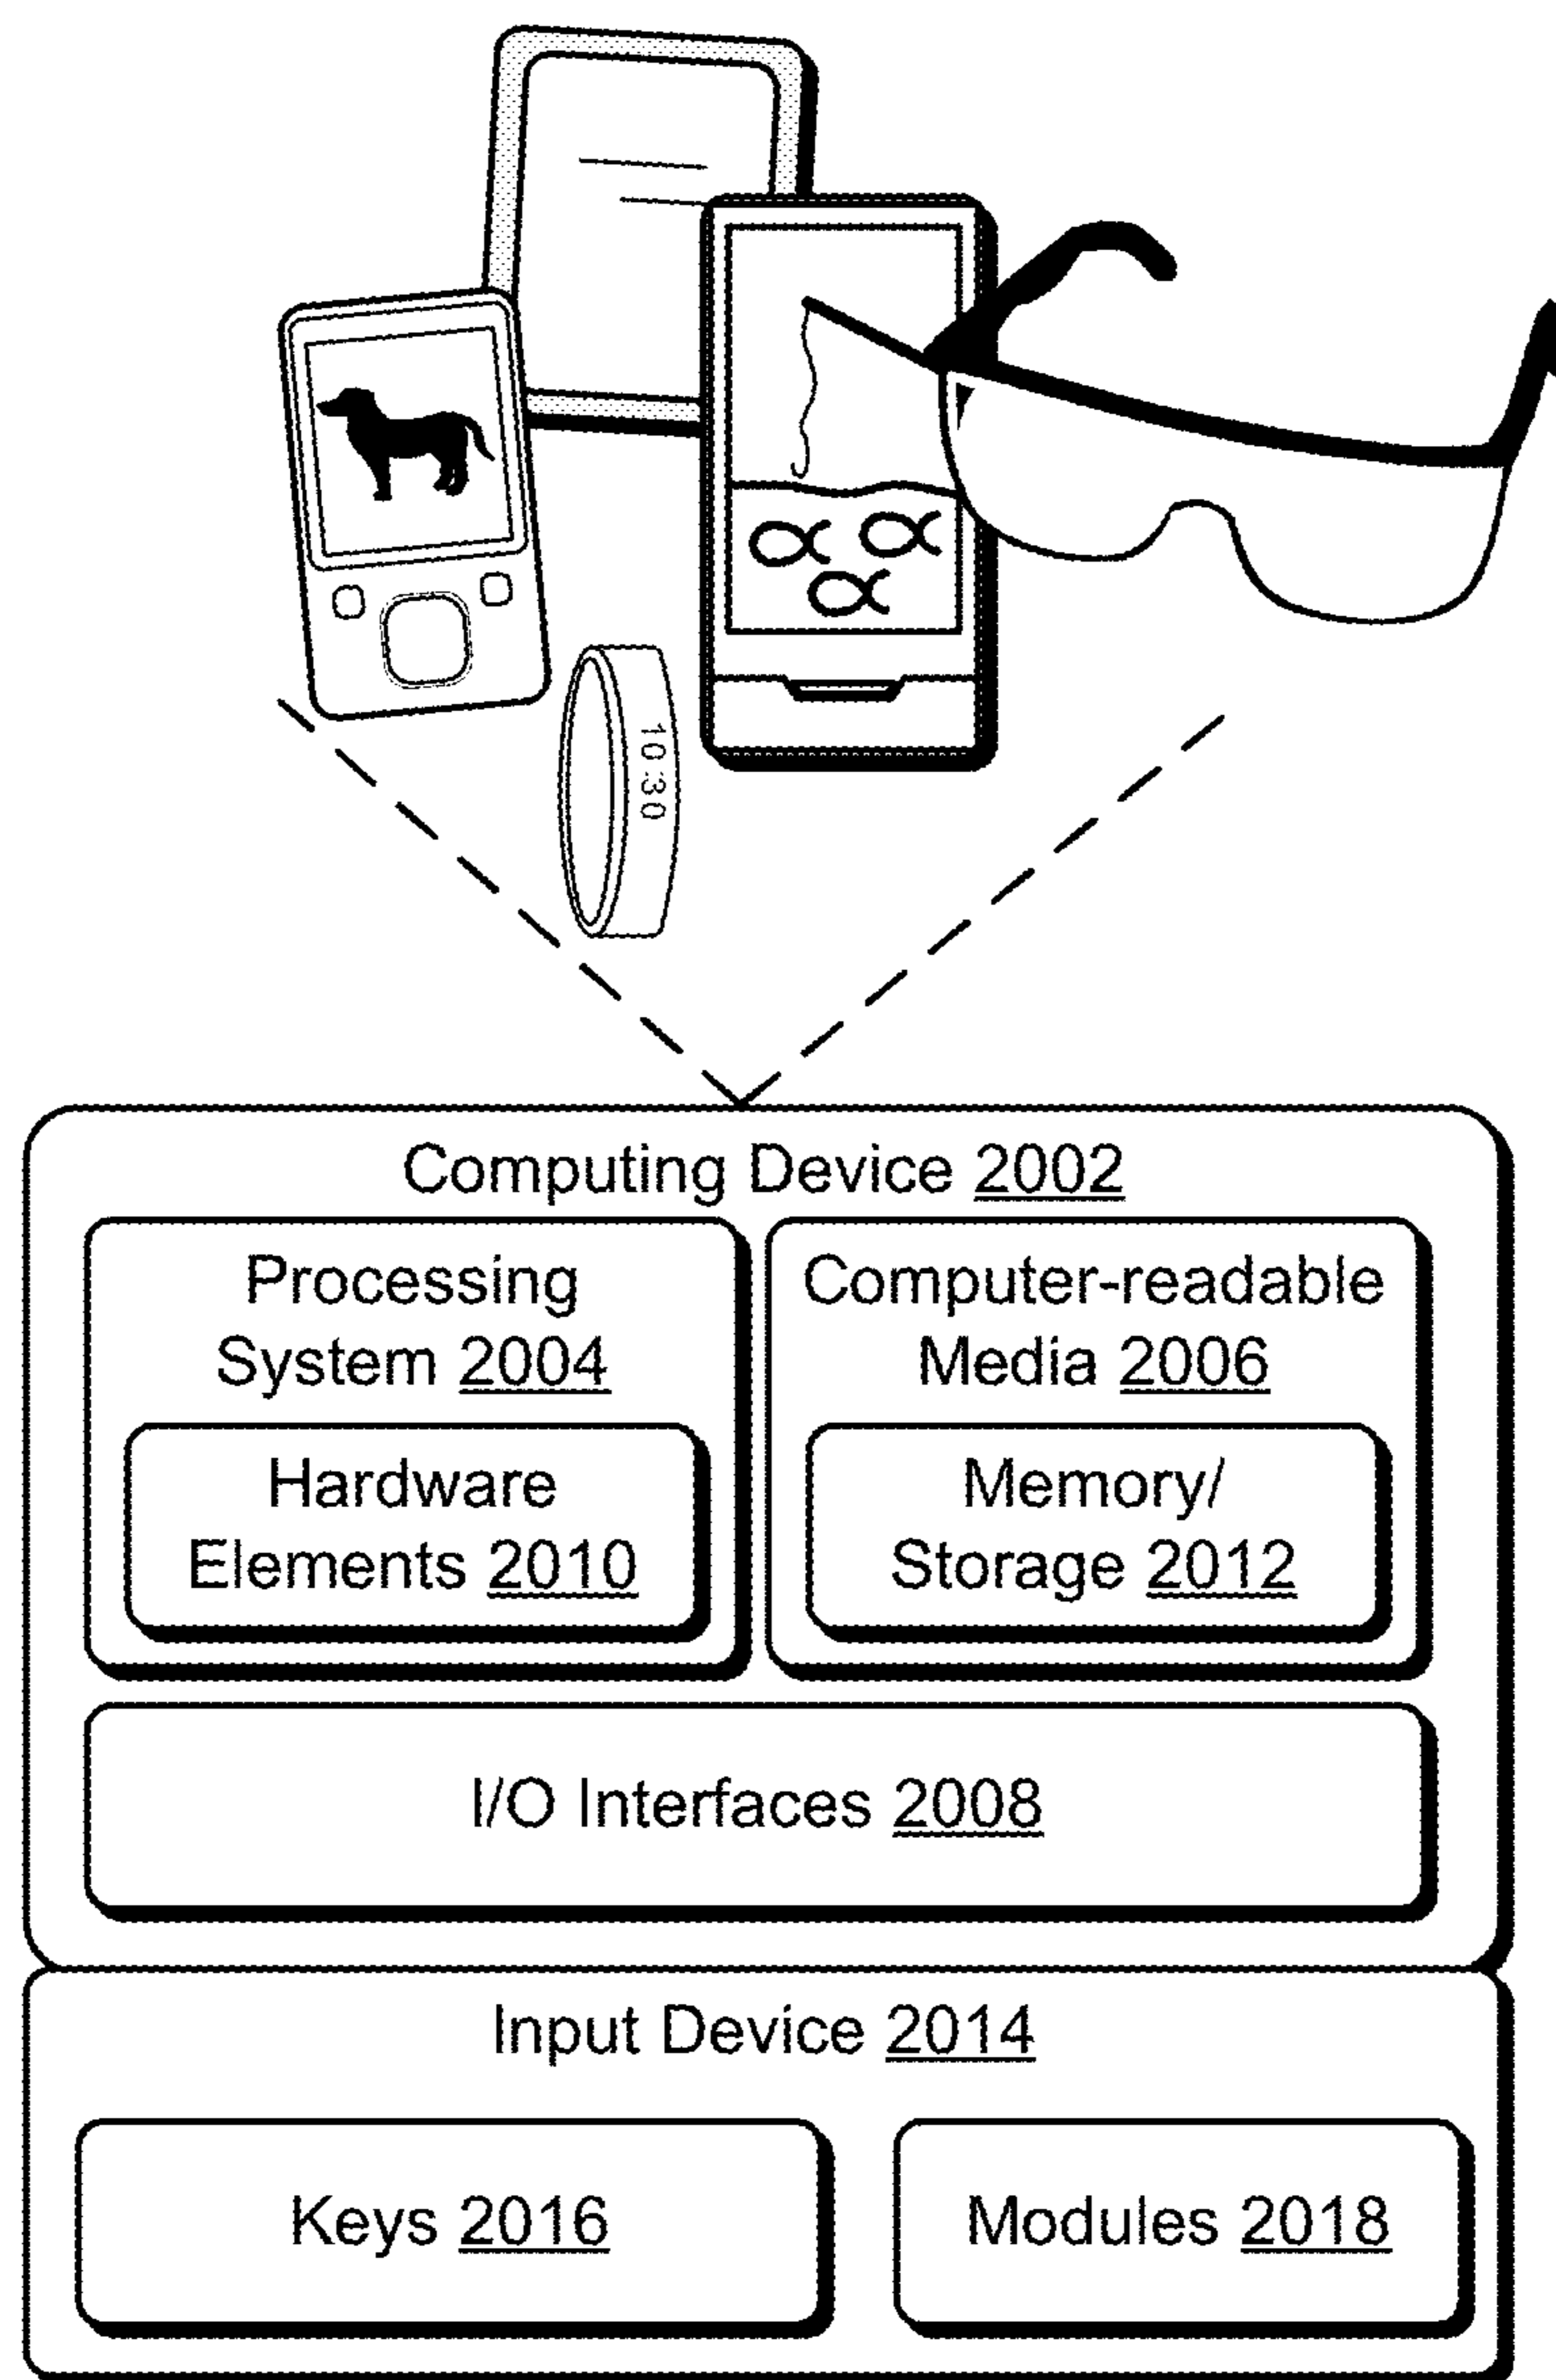 10:30
Computing Device 2002
Processing
System 2004
Hardware
Elements 2010
Computer-readable
Media 2006
Memory/
Storage 2012
I/O Interfaces 2008
Input Device 2014
Keys 2016
Modules 2018